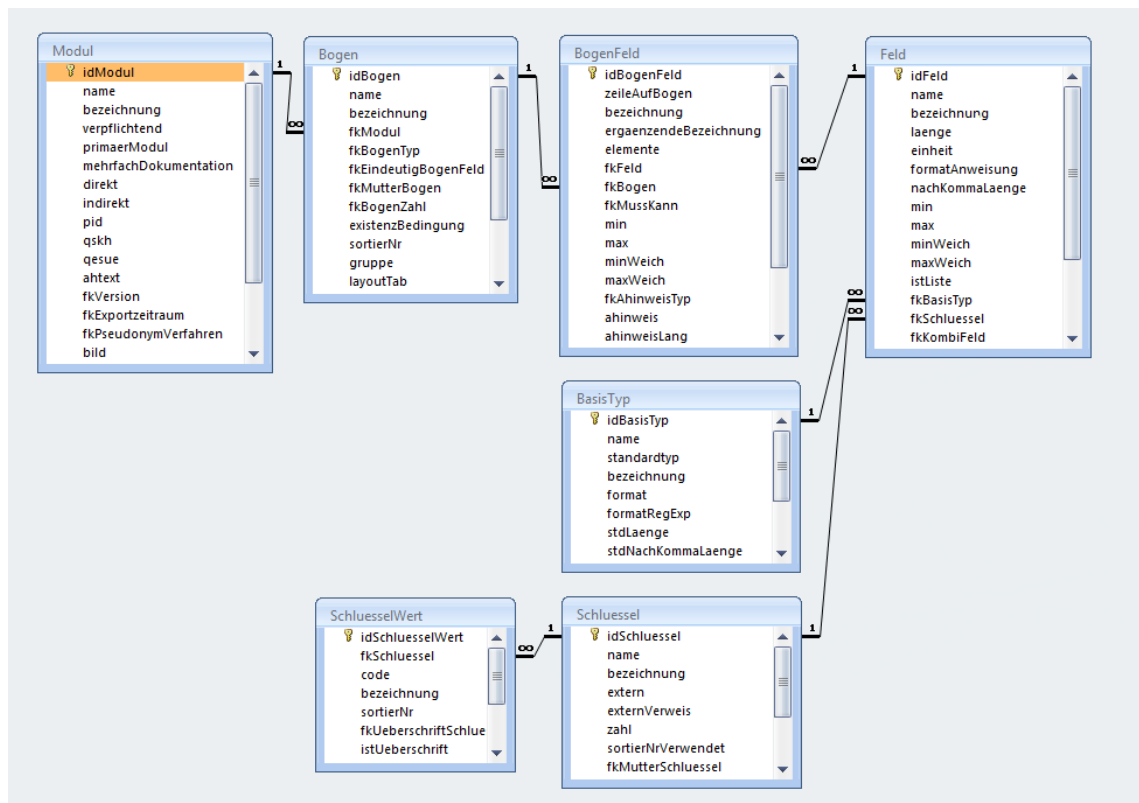 Modul
idModul
name
bezeichnung
verpflichtend
primaerModul
mehrfachDokumentation
direkt
indirekt
pid
qskh
qesue
ahtext
fkVersion
fkExportzeitraum
fkPseudonymVerfahren
bild
1
∞
Bogen
idBogen
name
bezeichnung
fkModul
fkBogenTyp
fkEindeutigBogenFeld
fkMutterBogen
fkBogenZahl
existenzBedingung
sortierNr
gruppe
layoutTab
1
∞
BogenFeld
idBogenFeld
zeileAufBogen
bezeichnung
ergaenzendeBezeichnung
elemente
fkFeld
fkBogen
fkMussKann
min
max
minWeich
maxWeich
fkAhinweisTyp
ahinweis
ahinweisLang
1
∞
Feld
idFeld
name
bezeichnung
laenge
einheit
formatAnweisung
nachKommaLaenge
min
max
minWeich
maxWeich
istListe
fkBasisTyp
fkSchluessel
fkKombiFeld
∞
∞
BasisTyp
idBasisTyp
name
standardtyp
bezeichnung
format
formatRegExp
stdLaenge
stdNachKommaLaenge
1
SchluesselWert
idSchluesselWert
fkSchluessel
code
bezeichnung
sortierNr
fkUeberschriftSchlue
istUeberschrift
1
∞
Schluessel
idSchluessel
name
bezeichnung
extern
externVerweis
zahl
sortierNrVerwendet
fkMutterSchluessel
1